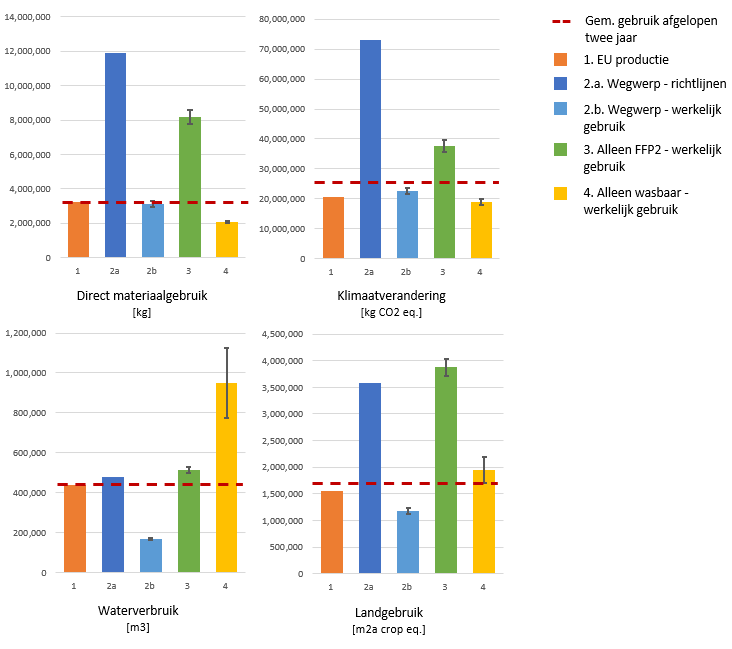 14,000,000
12,000,000
10,000,000
8,000,000
6,000,000
4,000,000
2,000,000
0
1 2a 2b 3 4
Direct materiaalgebruik
[kg]
80,000,000
70,000,000
60,000,000
50,000,000
40,000,000
30,000,000
20,000,000
10,000,000
0
1 2a 2b 3 4
Klimaatverandering
[kg CO2 eq.]
Gem. gebruik afgelopen
twee jaar
1. EU productie
2.a. Wegwerp - richtlijnen
2.b. Wegwerp - werkelijk
gebruik
3. Alleen FFP2 - werkelijk
gebruik
4. Alleen wasbaar -
werkelijk gebruik
1,200,000
1,000,000
800,000
600,000
400,000
200,000
0
1 2a 2b 3 4
Waterverbruik
[m3]
4,500,000
4,000,000
3,500,000
3,000,000
2,500,000
2,000,000
1,500,000
1,000,000
500,000
0
1 2a 2b 3 4
Landgebruik
[m2a crop eq.]